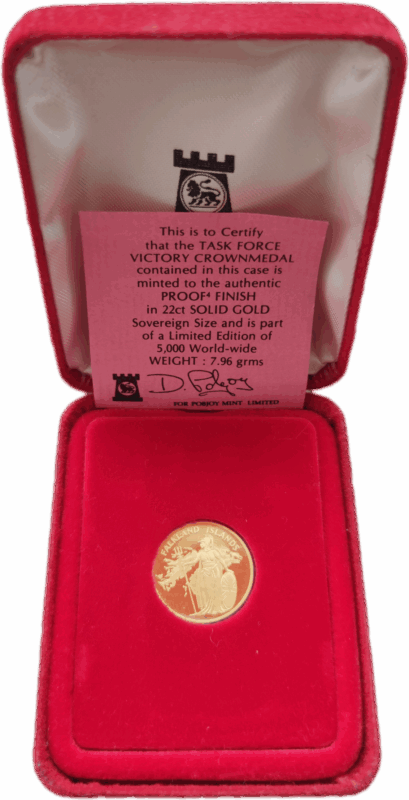 This is to Certify
that the TASK FORCE
VICTORY CROWNMEDAL
contained in this case is
minted to the authentic
PROOF⁴ FINISH
in 22ct SOLID GOLD
Sovereign Size and is part
of a Limited Edition of
5,000 World-wide
WEIGHT : 7.96 grms
D. Pobjoy
FOR POBJOY MINT LIMITED
FALKLAND ISLANDS